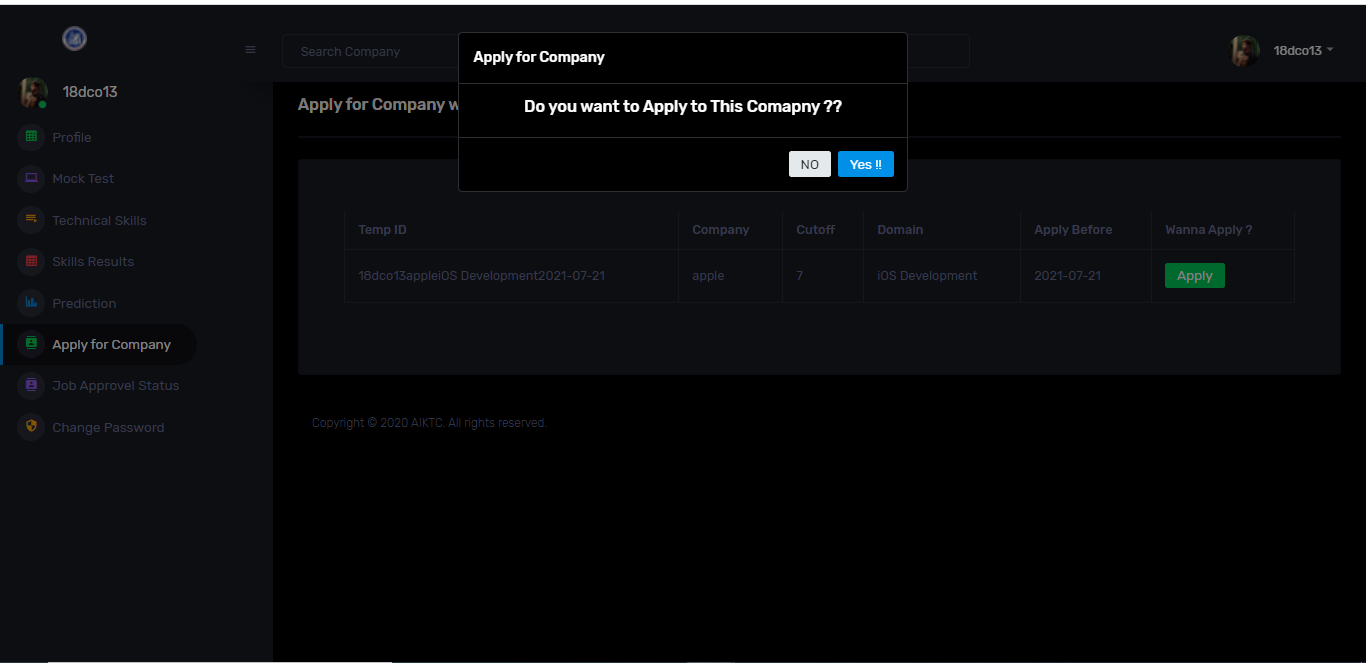 18dco13
Profile
Mock Test
Technical Skills
Skills Results
Prediction
Apply for Company
Job Approvel Status
Change Password
Search Company
18dco13
Apply for Company
Do you want to Apply to This Comapny ??
NO
Yes !!
Apply for Company w
Temp ID Company Cutoff Domain Apply Before Wanna Apply ?
18dco13appleiOS Development2021-07-21 apple 7 iOS Development 2021-07-21 Apply
Copyright © 2020 AIKTC. All rights reserved.